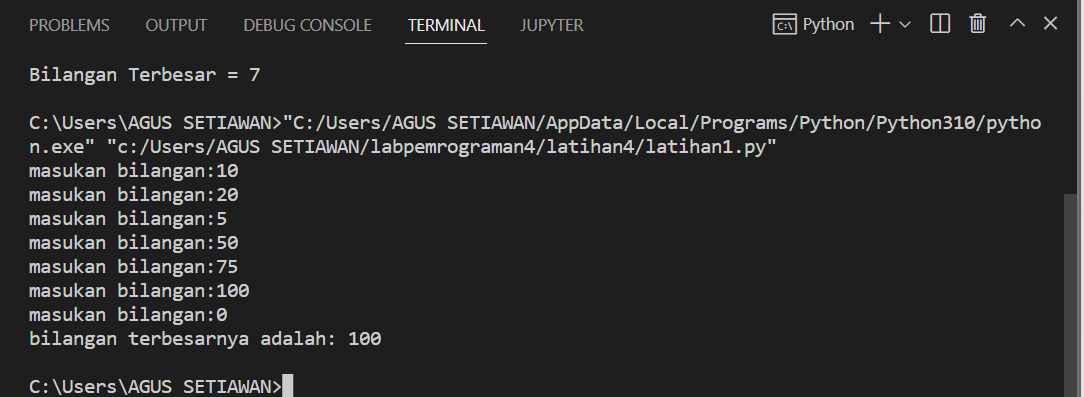 PROBLEMS OUTPUT DEBUG CONSOLE TERMINAL JUPYTER Python
Bilangan Terbesar = 7
C:\Users\AGUS SETIAWAN>"C:/Users/AGUS SETIAWAN/AppData/Local/Programs/Python/Python310/pytho
n.exe" "c:/Users/AGUS SETIAWAN/labpemrograman4/latihan4/latihan1.py"
masukan bilangan:10
masukan bilangan:20
masukan bilangan:5
masukan bilangan:50
masukan bilangan:75
masukan bilangan:100
masukan bilangan:0
bilangan terbesarnya adalah: 100
C:\Users\AGUS SETIAWAN>